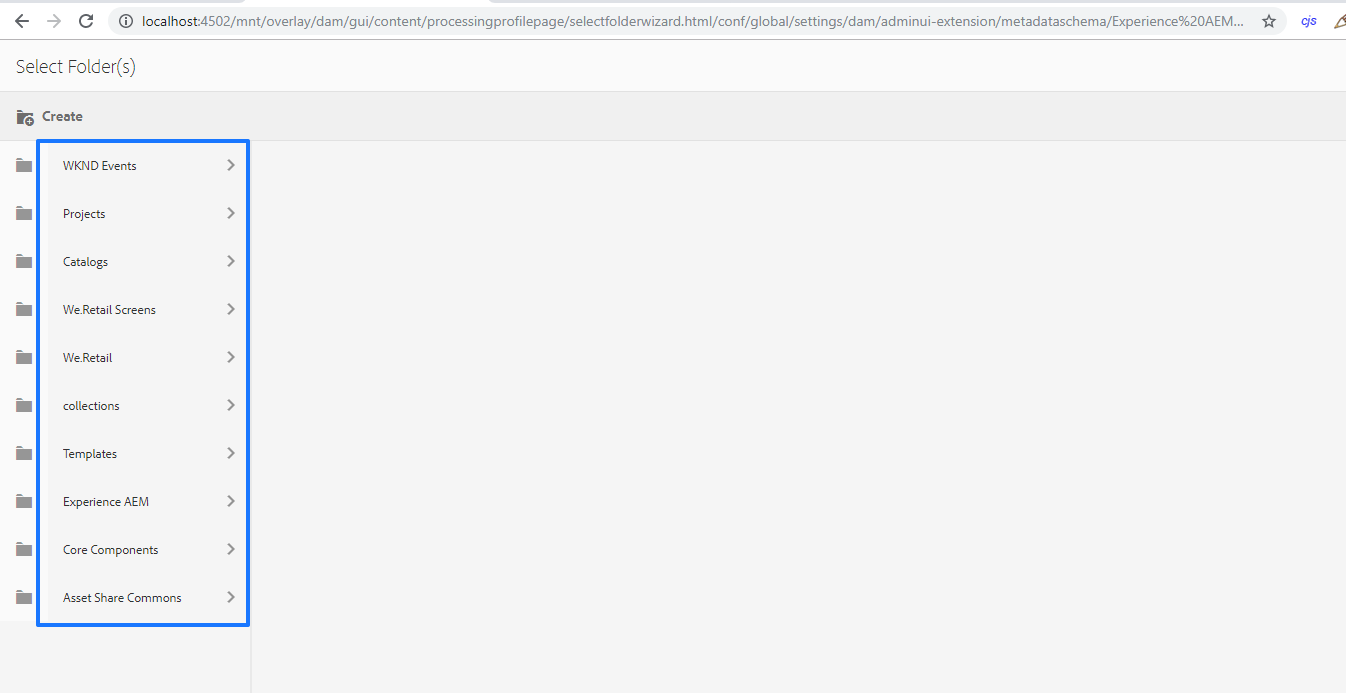 localhost:4502/mnt/overlay/dam/gui/content/processingprofilepage/selectfolderwizard.html/conf/global/settings/dam/adminui-extension/metadataschema/Experience%20AEM... cjs
Select Folder(s)
Create
WKND Events
Projects
Catalogs
We.Retail Screens
We.Retail
collections
Templates
Experience AEM
Core Components
Asset Share Commons